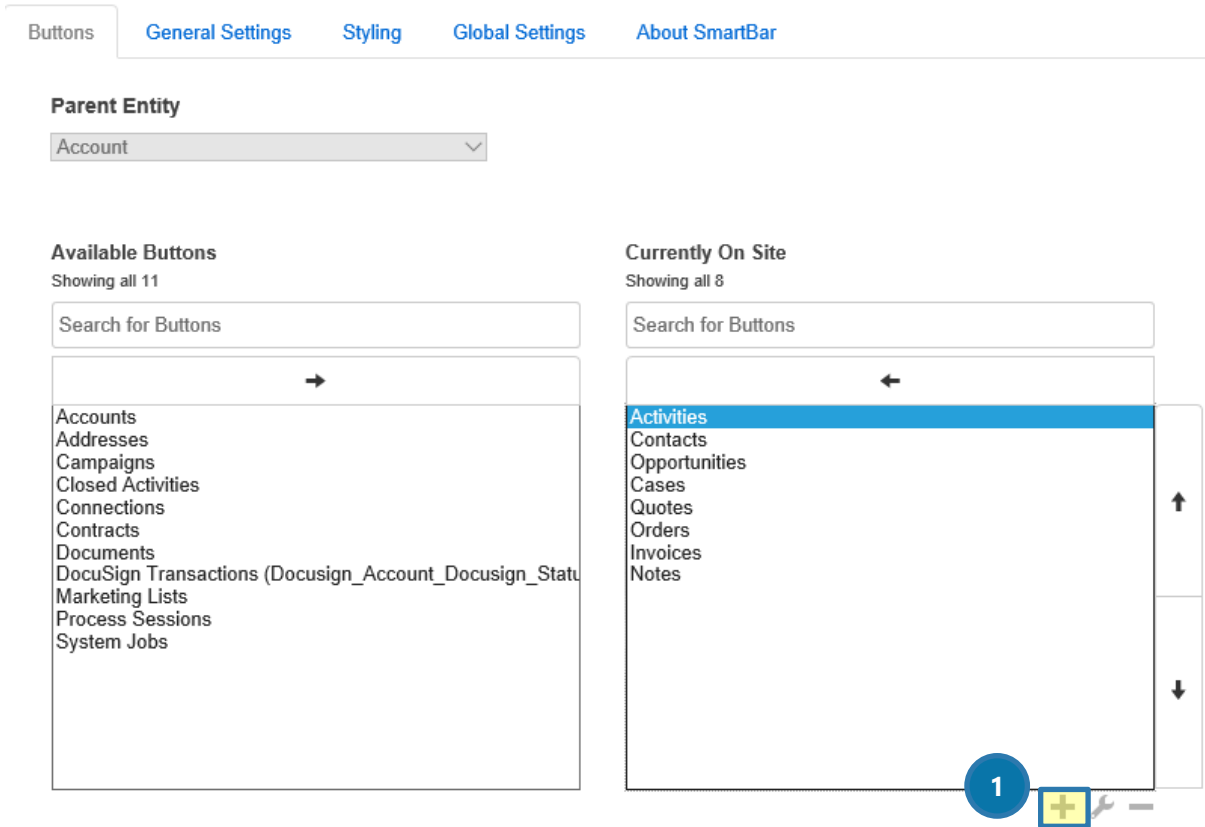 Buttons General Settings Styling Global Settings About SmartBar
Parent Entity
Account
Available Buttons
Showing all 11
Search for Buttons
Accounts
Addresses
Campaigns
Closed Activities
Connections
Contracts
Documents
DocuSign Transactions (Docusign_Account_Docusign_Statu
Marketing Lists
Process Sessions
System Jobs
Currently On Site
Showing all 8
Search for Buttons
Activities
Contacts
Opportunities
Cases
Quotes
Orders
Invoices
Notes
1